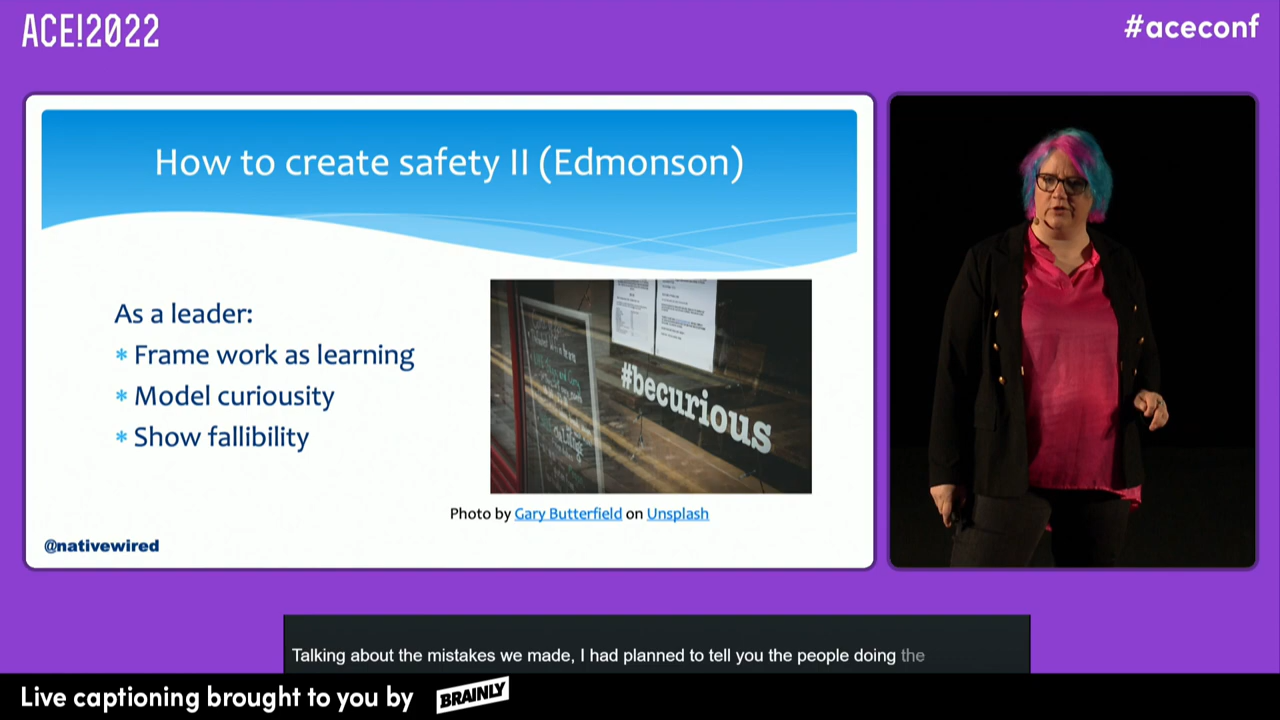 ACE!2022
#aceconf
How to create safety II (Edmonson)
As a leader:
* Frame work as learning
* Model curiousity
* Show fallibility
#becurious
Photo by Gary Butterfield on Unsplash
@nativewired
Talking about the mistakes we made, I had planned to tell you the people doing the
Live captioning brought to you by BRAINLY